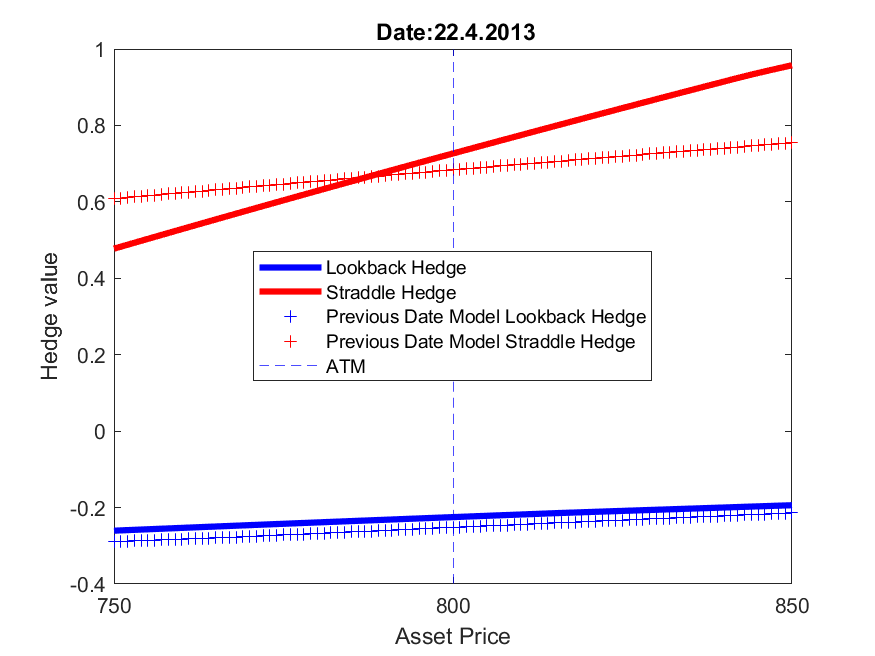 Date:22.4.2013
1
0.8
0.6
0.4
0.2
0
-0.2
-0.4
Hedge value
Lookback Hedge
Straddle Hedge
Previous Date Model Lookback Hedge
Previous Date Model Straddle Hedge
ATM
750
800
850
Asset Price